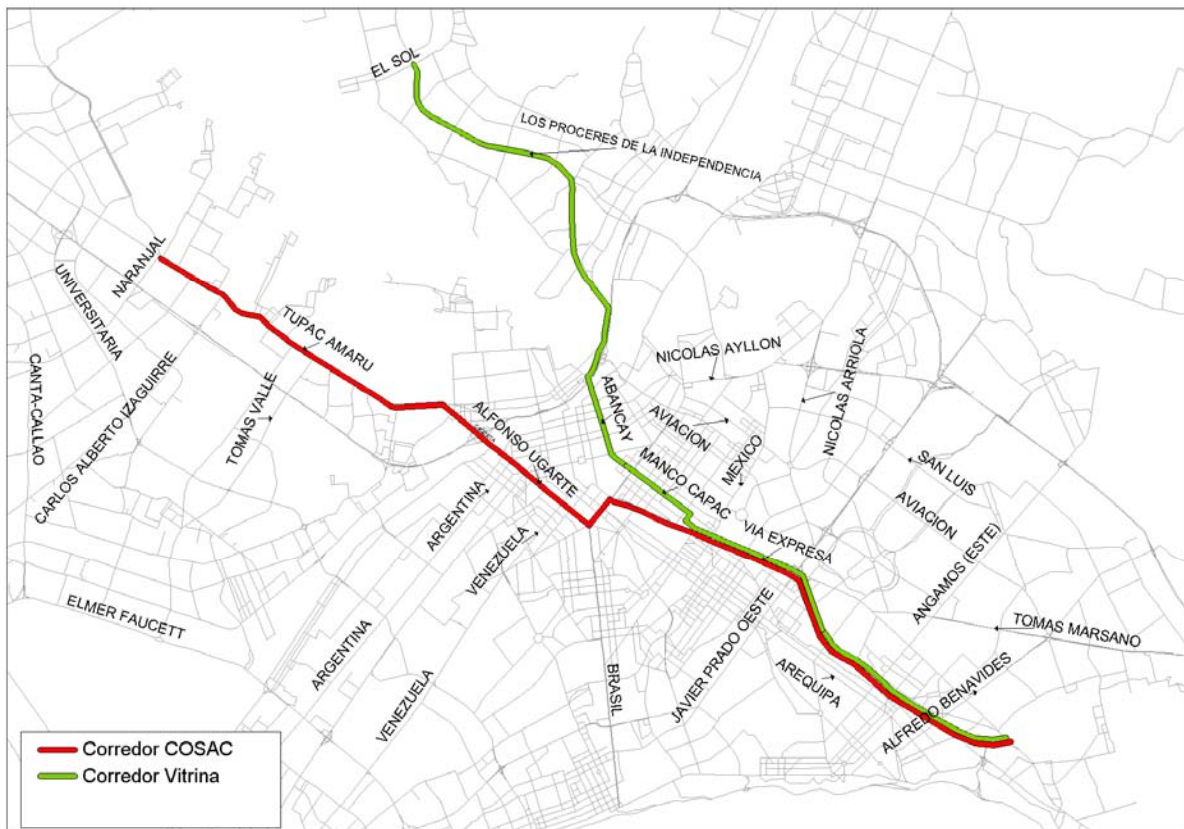 EL SOL
LOS PROCERES DE LA INDEPENDENCIA
NARANJAL
UNIVERSITARIA
TUPAC AMARU
CANTA-CALLAO
CARLOS ALBERTO IZAGUIRRE
TOMAS VALLE
NICOLAS AYLLON
NICOLAS ARRIOLA
ABANCAY
AVIACION
MEXICO
ALFONSO UGARTE
MANCO CAPAC
ARGENTINA
VENEZUELA
SAN LUIS
AVIACION
VIA EXPRESA
ANGAMOS (ESTE)
ELMER FAUCETT
ARGENTINA
VENEZUELA
BRASIL
JAVIER PRADO OESTE
AREQUIPA
TOMAS MARSANO
ALFREDO BENAVIDES
Corredor COSAC
Corredor Vitrina